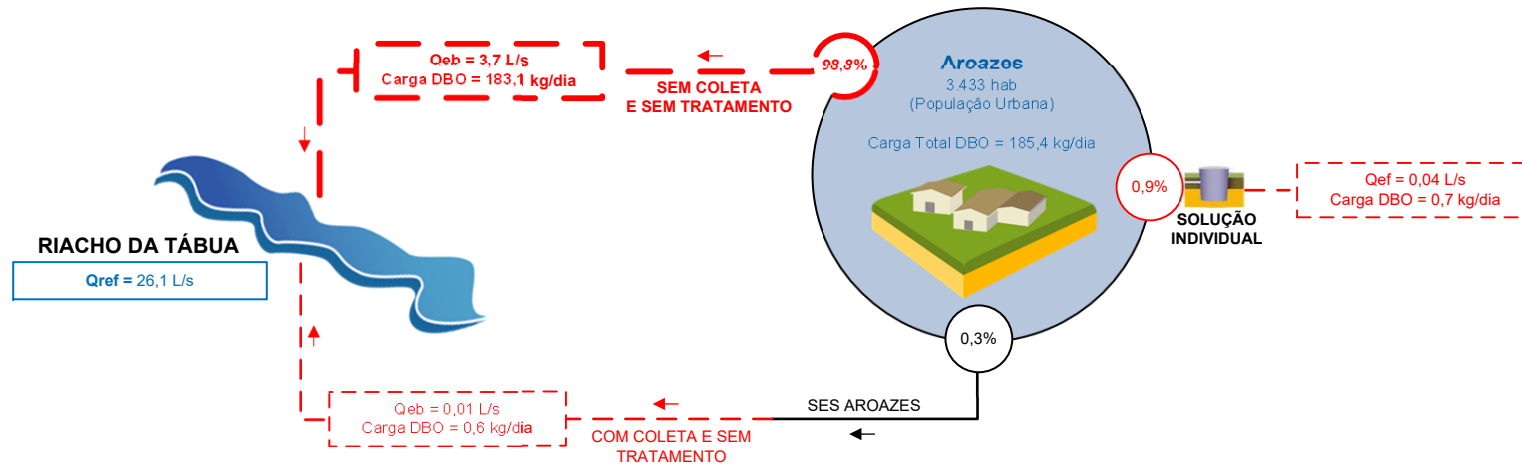 Qeb = 3,7 L/s
Carga DBO = 183,1 kg/dia
SEM COLETA
E SEM TRATAMENTO
98,8%
Aroazes
3.433 hab
(População Urbana)
Carga Total DBO = 185,4 kg/dia
0,9%
SOLUÇÃO
INDIVIDUAL
Qef = 0,04 L/s
Carga DBO = 0,7 kg/dia
RIACHO DA TÁBUA
Qref = 26,1 L/s
0,3%
SES AROAZES
Qeb = 0,01 L/s
Carga DBO = 0,6 kg/dia
COM COLETA E SEM
TRATAMENTO